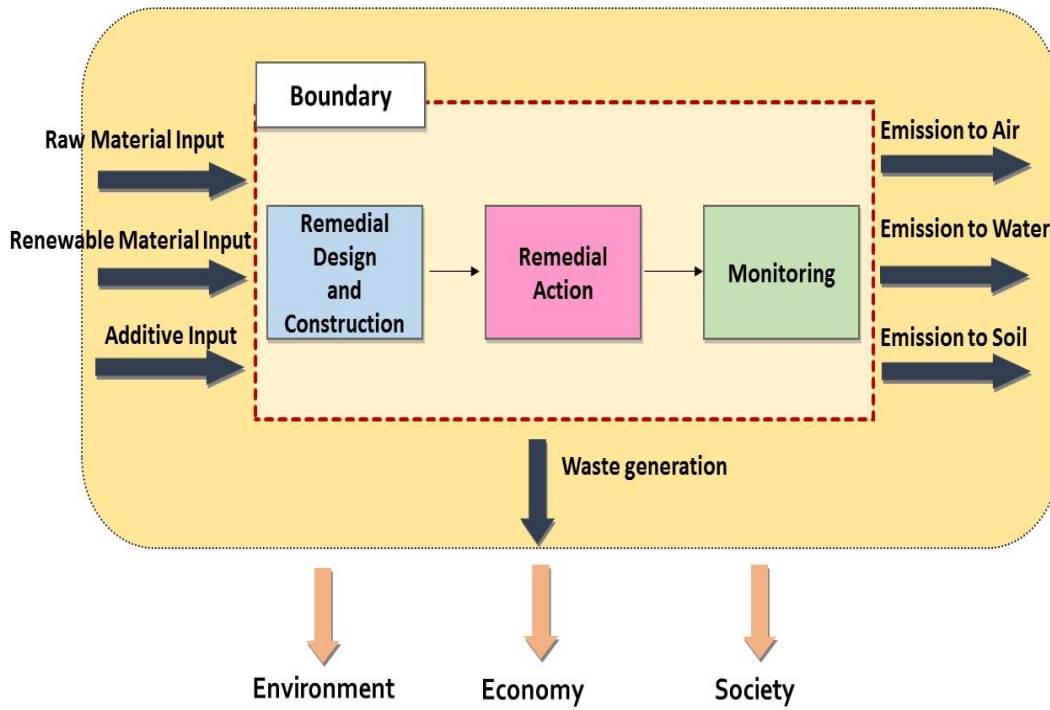 Boundary
Raw Material Input
Renewable Material Input
Additive Input
Remedial
Design
and
Construction
Remedial
Action
Monitoring
Emission to Air
Emission to Water
Emission to Soil
Waste generation
Environment
Economy
Society